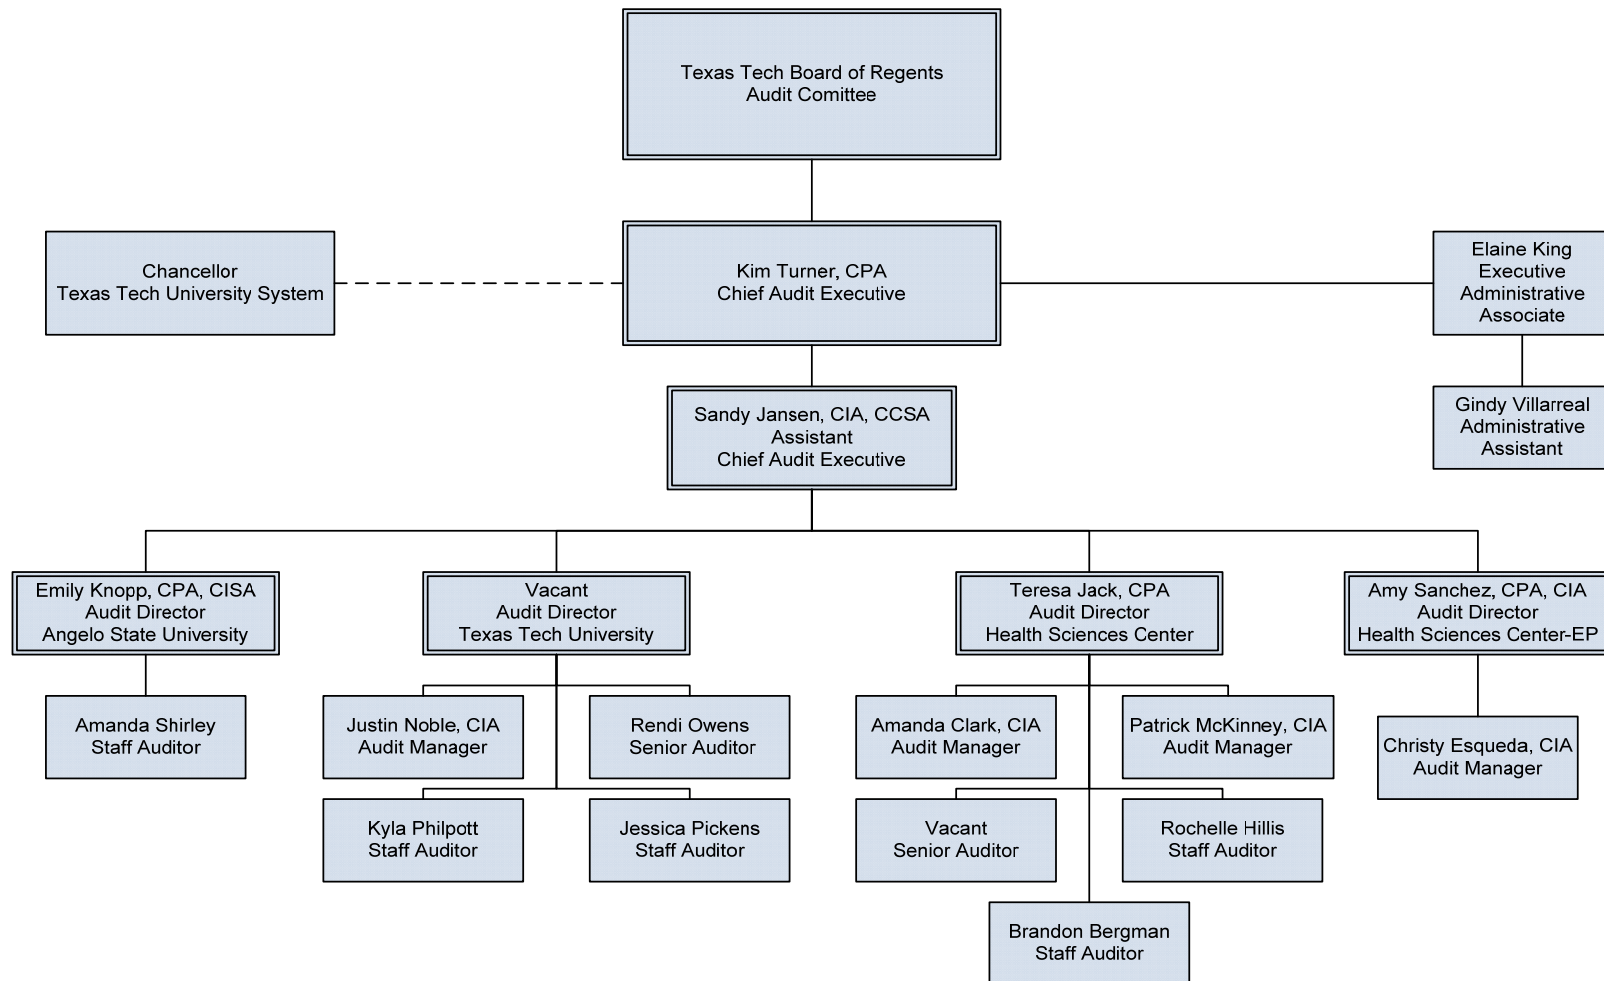 Texas Tech Board of Regents
Audit Comittee
Chancellor
Texas Tech University System
Kim Turner, CPA
Chief Audit Executive
Elaine King
Executive
Administrative
Associate
Sandy Jansen, CIA, CCSA
Assistant
Chief Audit Executive
Gindy Villarreal
Administrative
Assistant
Emily Knopp, CPA, CISA
Audit Director
Angelo State University
Vacant
Audit Director
Texas Tech University
Teresa Jack, CPA
Audit Director
Health Sciences Center
Amy Sanchez, CPA, CIA
Audit Director
Health Sciences Center-EP
Amanda Shirley
Staff Auditor
Justin Noble, CIA
Audit Manager
Rendi Owens
Senior Auditor
Amanda Clark, CIA
Audit Manager
Patrick McKinney, CIA
Audit Manager
Christy Esqueda, CIA
Audit Manager
Kyla Philpott
Staff Auditor
Jessica Pickens
Staff Auditor
Vacant
Senior Auditor
Rochelle Hillis
Staff Auditor
Brandon Bergman
Staff Auditor